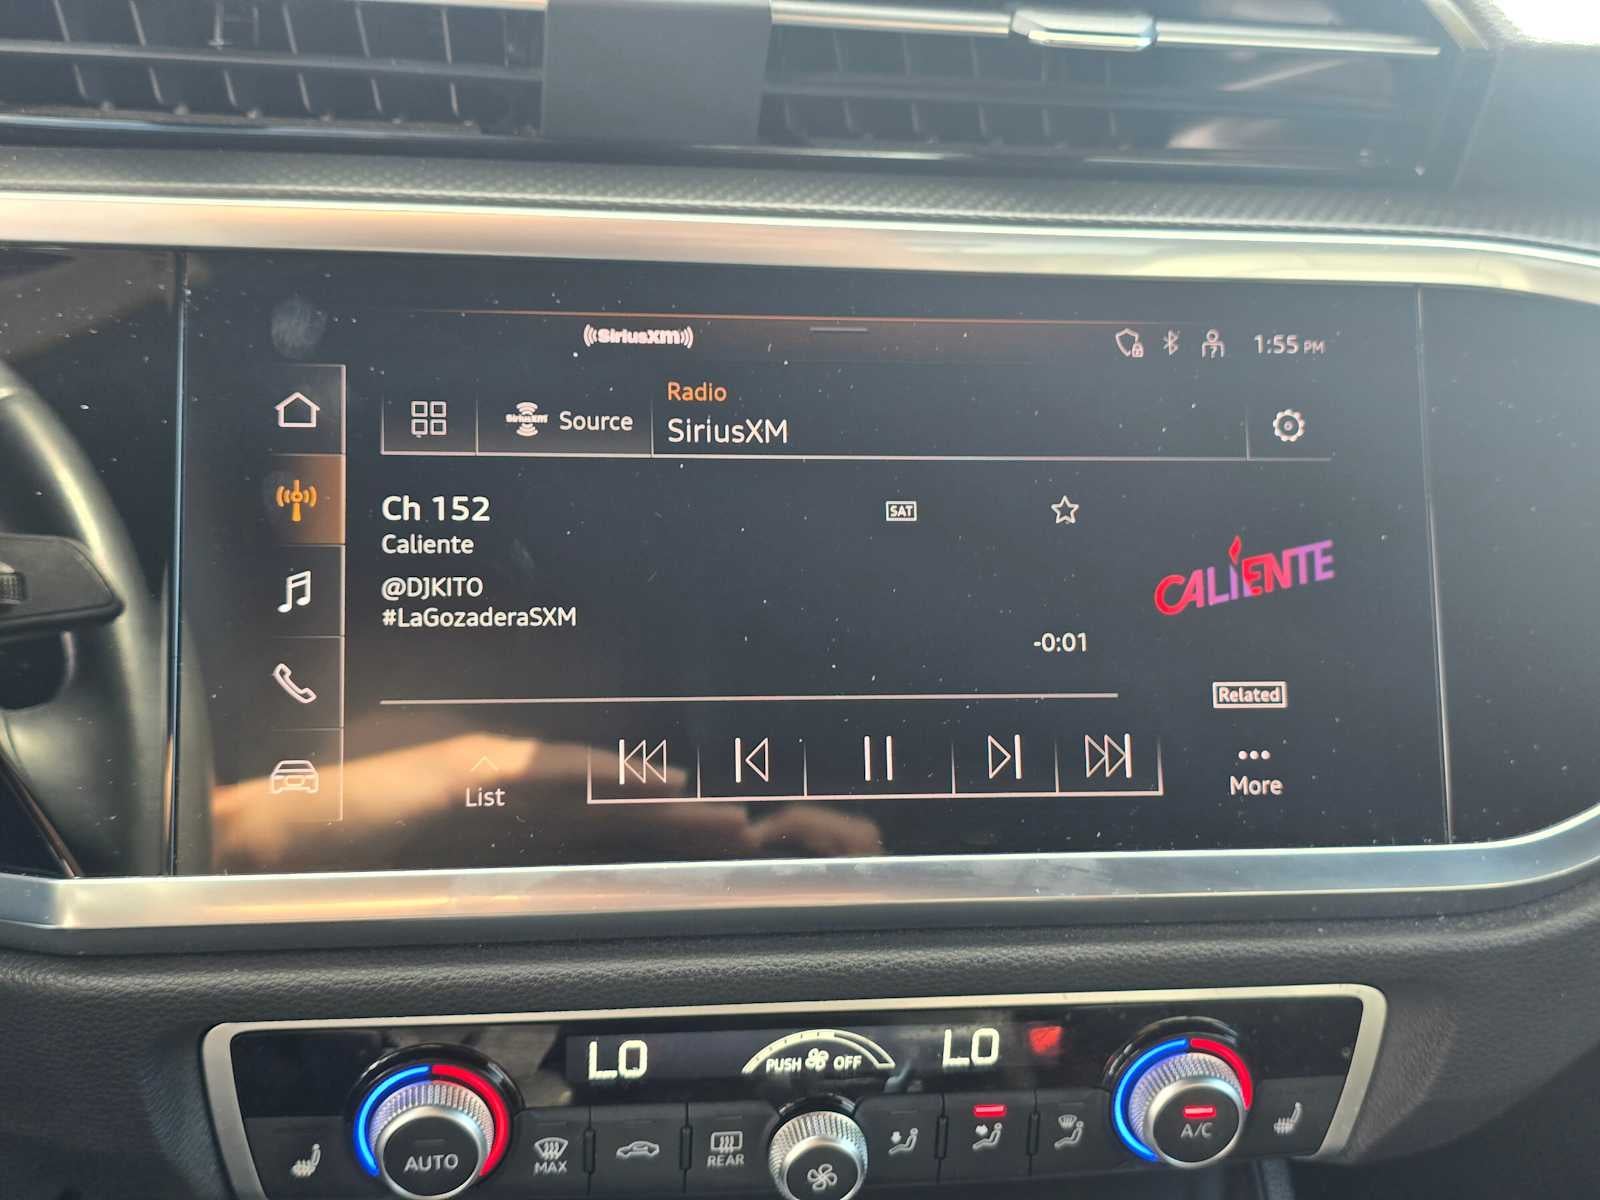 SiriusXM
1:55 PM
SiriusXM Source
Radio
SiriusXM
Ch 152
SAT
Caliente
@DJKITO
#LaGozaderaSXM
CALIENTE
-0:01
Related
List
More
LO
PUSH OFF
LO
AUTO
MAX
REAR
A/C